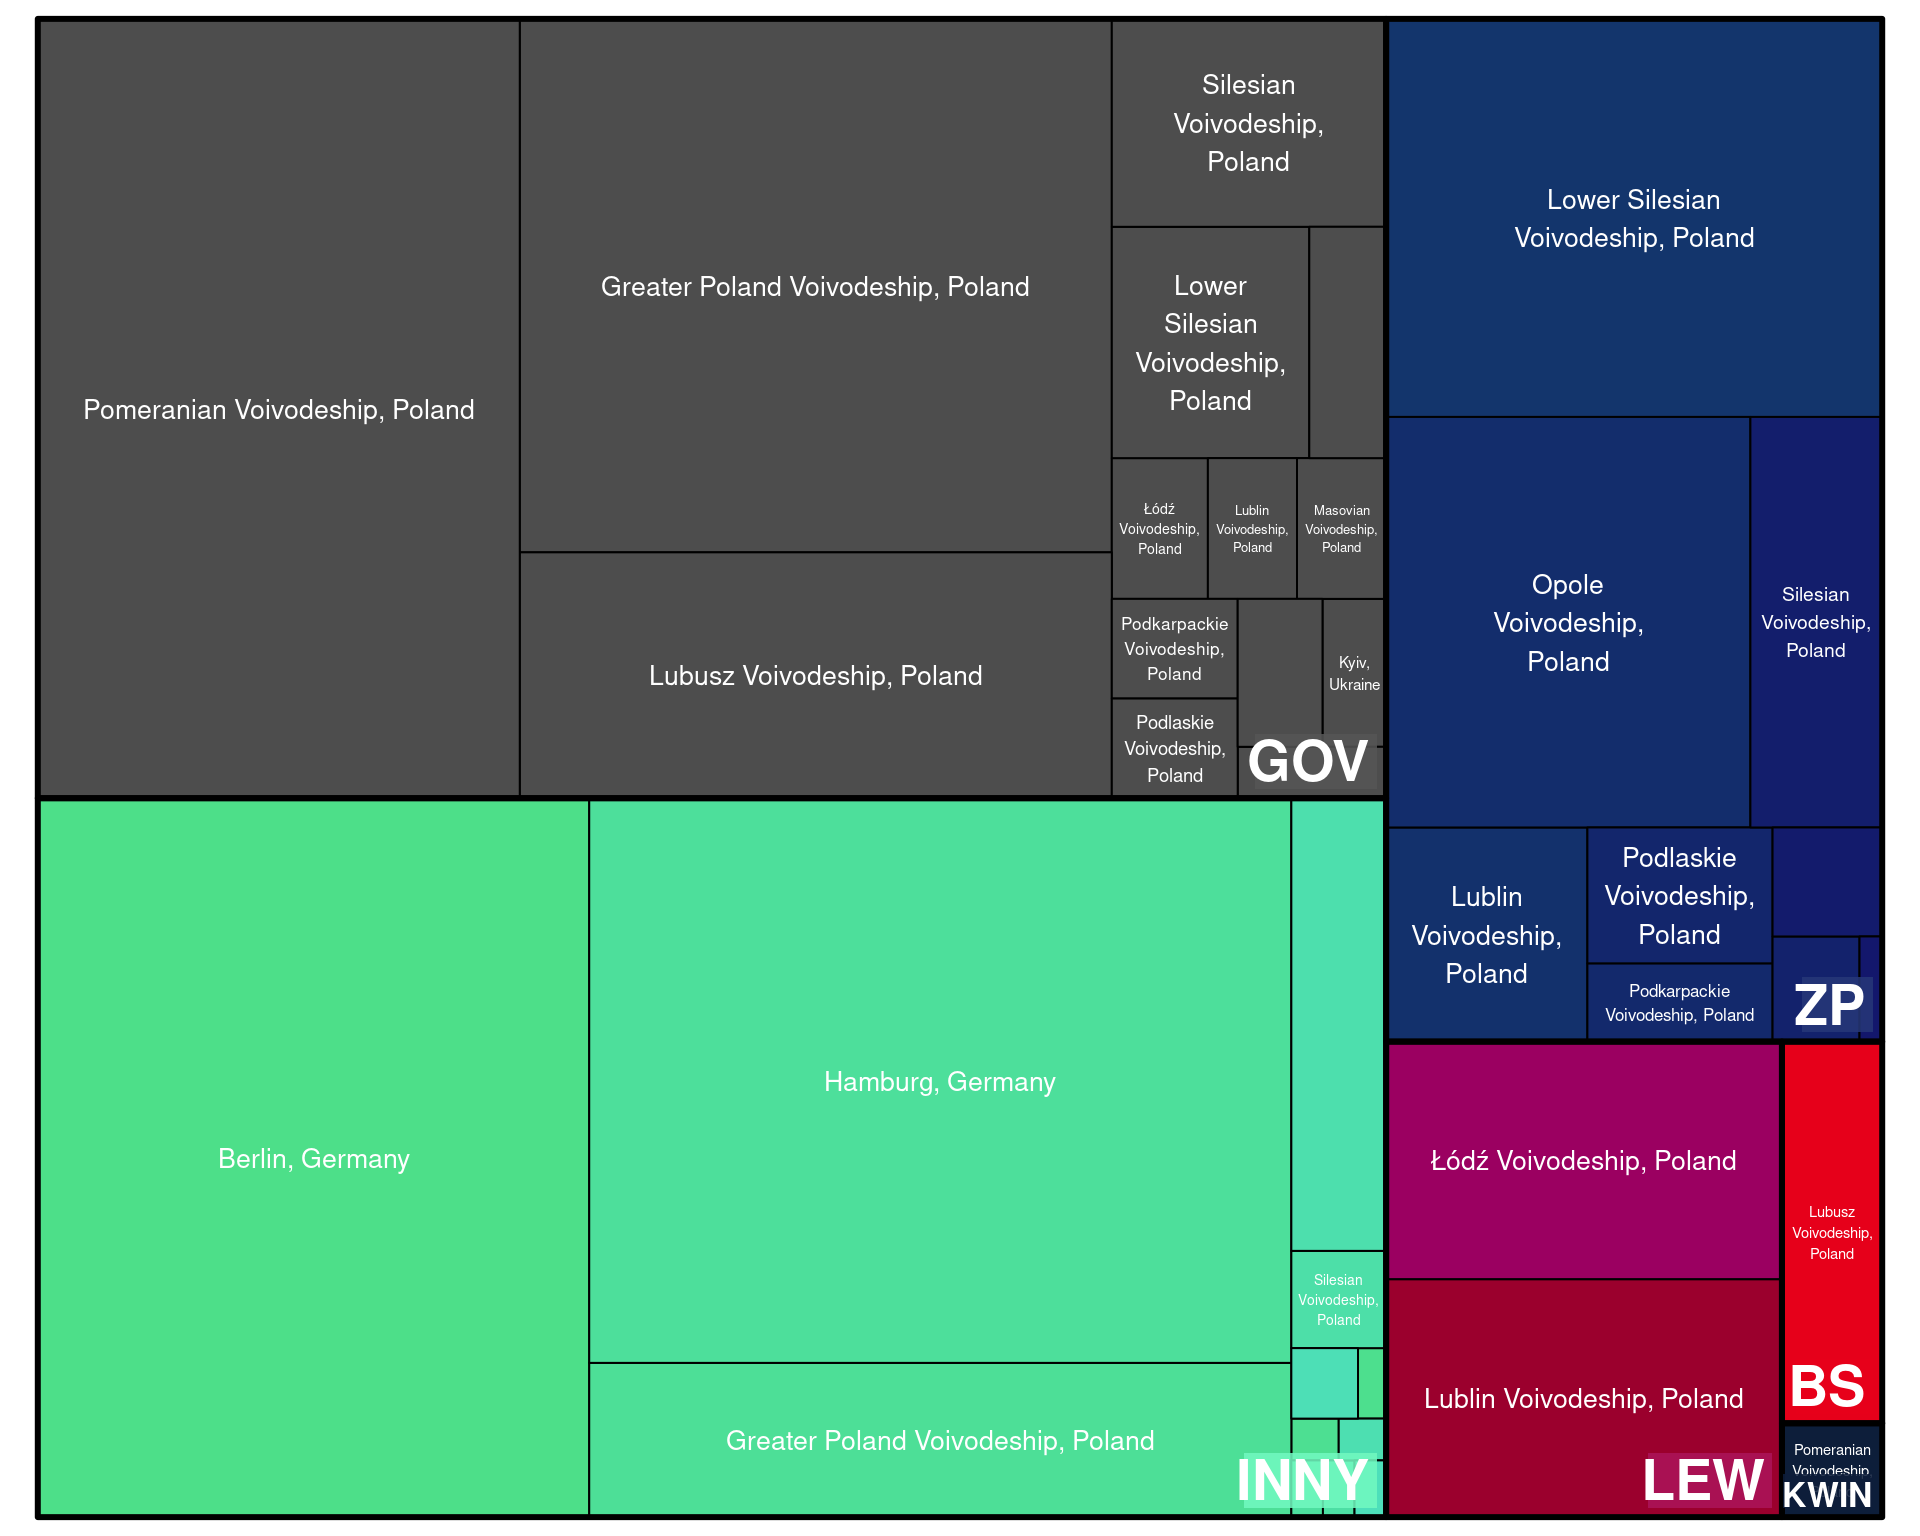 Pomeranian Voivodeship, Poland
Greater Poland Voivodeship, Poland
Lubusz Voivodeship, Poland
Silesian
Voivodeship,
Poland
Lower
Silesian
Voivodeship,
Poland
Łódź
Voivodeship,
Poland
Lublin
Voivodeship,
Poland
Masovian
Voivodeship,
Poland
Podkarpackie
Voivodeship,
Poland
Podlaskie
Voivodeship,
Poland
Kyiv,
Ukraine
GOV
Lower Silesian
Voivodeship, Poland
Opole
Voivodeship,
Poland
Silesian
Voivodeship,
Poland
Lublin
Voivodeship,
Poland
Podlaskie
Voivodeship,
Poland
Podkarpackie
Voivodeship, Poland
ZP
Berlin, Germany
Hamburg, Germany
Greater Poland Voivodeship, Poland
Silesian
Voivodeship,
Poland
INNY
Łódź Voivodeship, Poland
Lublin Voivodeship, Poland
LEW
Lubusz
Voivodeship,
Poland
BS
Pomeranian
Voivodeship,
KWIN